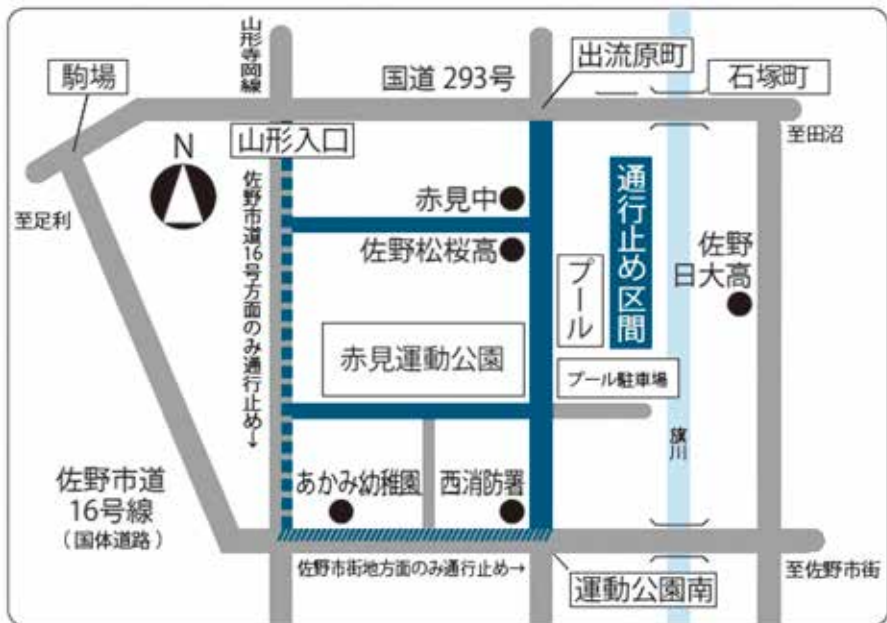 山形寺岡線
出流原町
駒場
国道 293号
石塚町
至田沼
山形入口
N
至足利
赤見中
佐野市道16号方面のみ通行止め→
佐野松桜高
プール
通行止め区間
佐野
日大高
赤見運動公園
プール駐車場
旗川
佐野市道
16号線
（国体道路）
あかみ幼稚園
西消防署
佐野市街地方面のみ通行止め→
運動公園南
至佐野市街